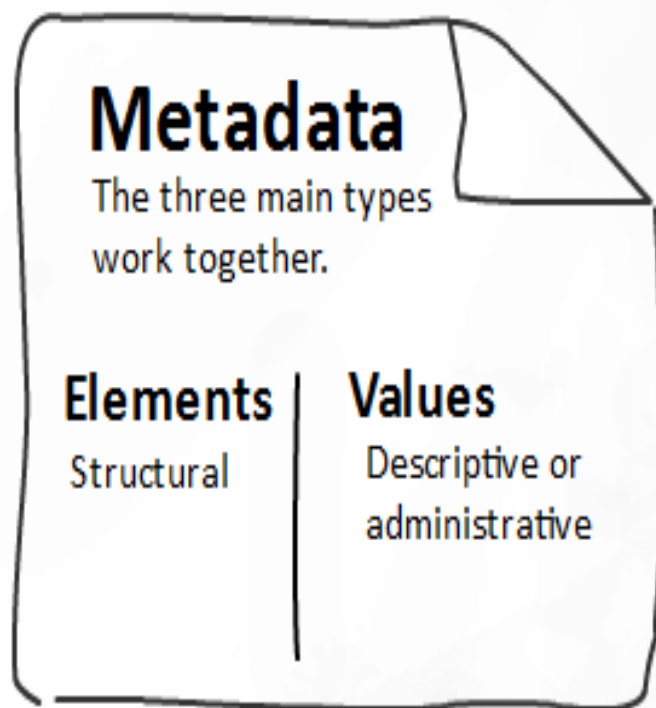 Metadata
The three main types
work together.
Elements
Structural
Values
Descriptive or
administrative